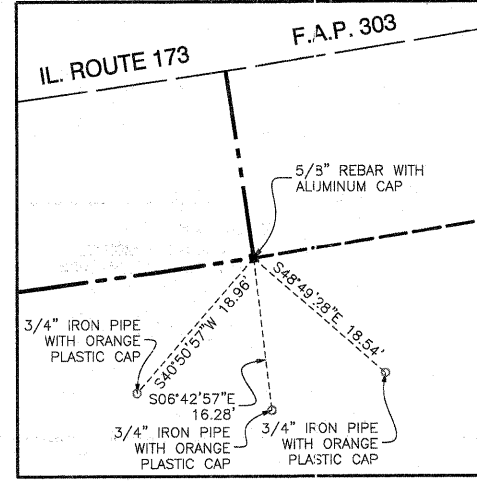 IL. ROUTE 173
F.A.P. 303
5/8" REBAR WITH
ALUMINUM CAP
S40°50'57"W 18.96'
S48°49'28"E 18.54'
3/4" IRON PIPE
WITH ORANGE
PLASTIC CAP
S06°42'57"E
16.28'
3/4" IRON PIPE
WITH ORANGE
PLASTIC CAP
3/4" IRON PIPE
WITH ORANGE
PLASTIC CAP